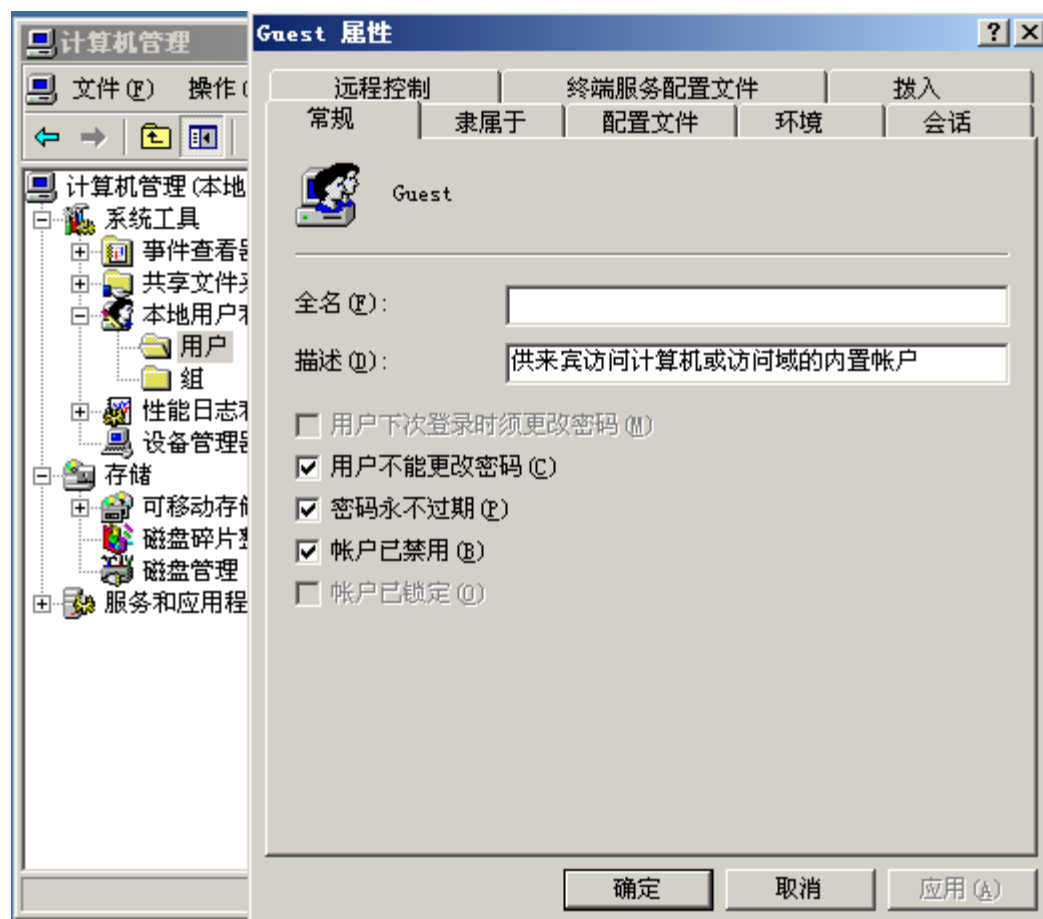 计算机管理
文件(F) 操作(
计算机管理(本地
系统工具
事件查看器
共享文件夹
本地用户和
用户
组
性能日志和
设备管理器
存储
可移动存储
磁盘碎片整
磁盘管理
服务和应用程
Guest 属性
远程控制 终端服务配置文件 拨入
常规 隶属于 配置文件 环境 会话
Guest
全名(F):
描述(D): 供来宾访问计算机或访问域的内置帐户
用户下次登录时须更改密码(M)
用户不能更改密码(C)
密码永不过期(P)
帐户已禁用(B)
帐户已锁定(O)
确定 取消 应用(A)